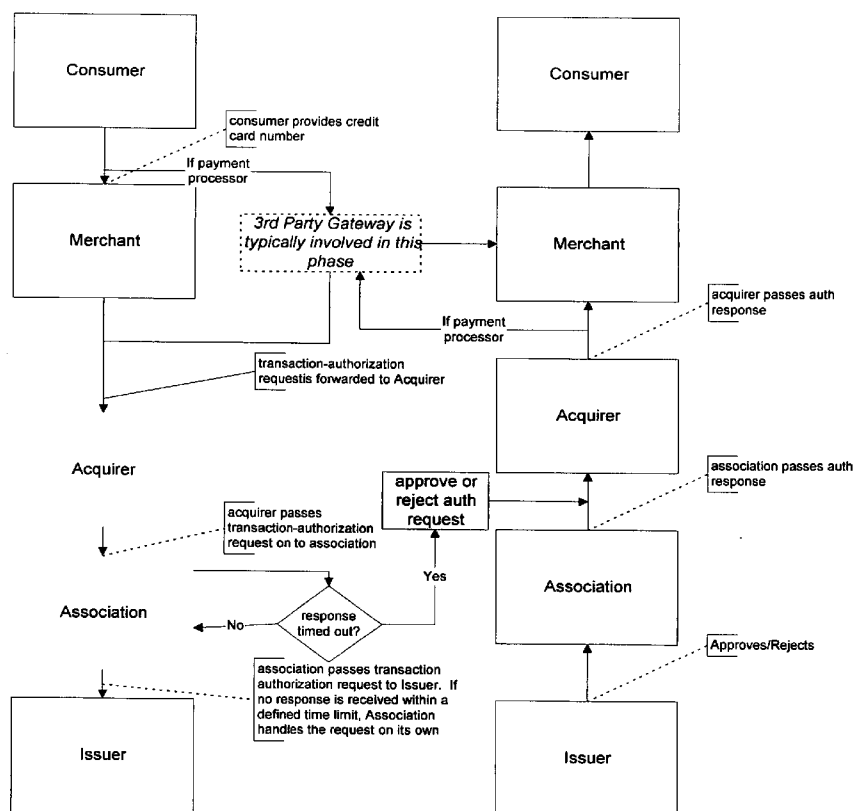 Consumer
Consumer
consumer provides credit
card number
If payment
processor
Merchant
3rd Party Gateway is
typically involved in this
phase
Merchant
acquirer passes auth
response
If payment
processor
transaction-authorization
requestis forwarded to Acquirer
Acquirer
Acquirer
approve or
reject auth
request
association passes auth
response
acquirer passes
transaction-authorization
request on to association
Yes
Association
No
response
timed out?
Association
association passes transaction
authorization request to Issuer. If
no response is received within a
defined time limit, Association
handles the request on its own
Approves/Rejects
Issuer
Issuer